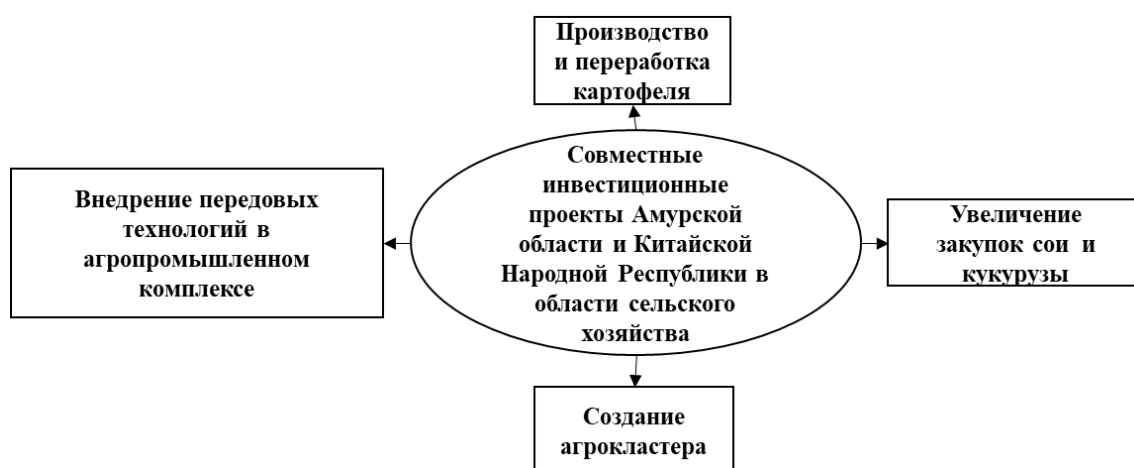 Производство
и переработка
картофеля
Совместные
инвестиционные
проекты Амурской
области и Китайской
Народной Республики в
области сельского
хозяйства
Внедрение передовых
технологий в
агропромышленном
комплексе
Увеличение
закупок сои и
кукурузы
Создание
агрокластера